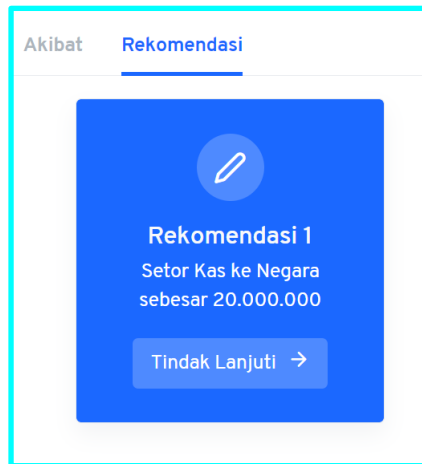 Akibat Rekomendasi
Rekomendasi 1
Setor Kas ke Negara
sebesar 20.000.000
Tindak Lanjuti →